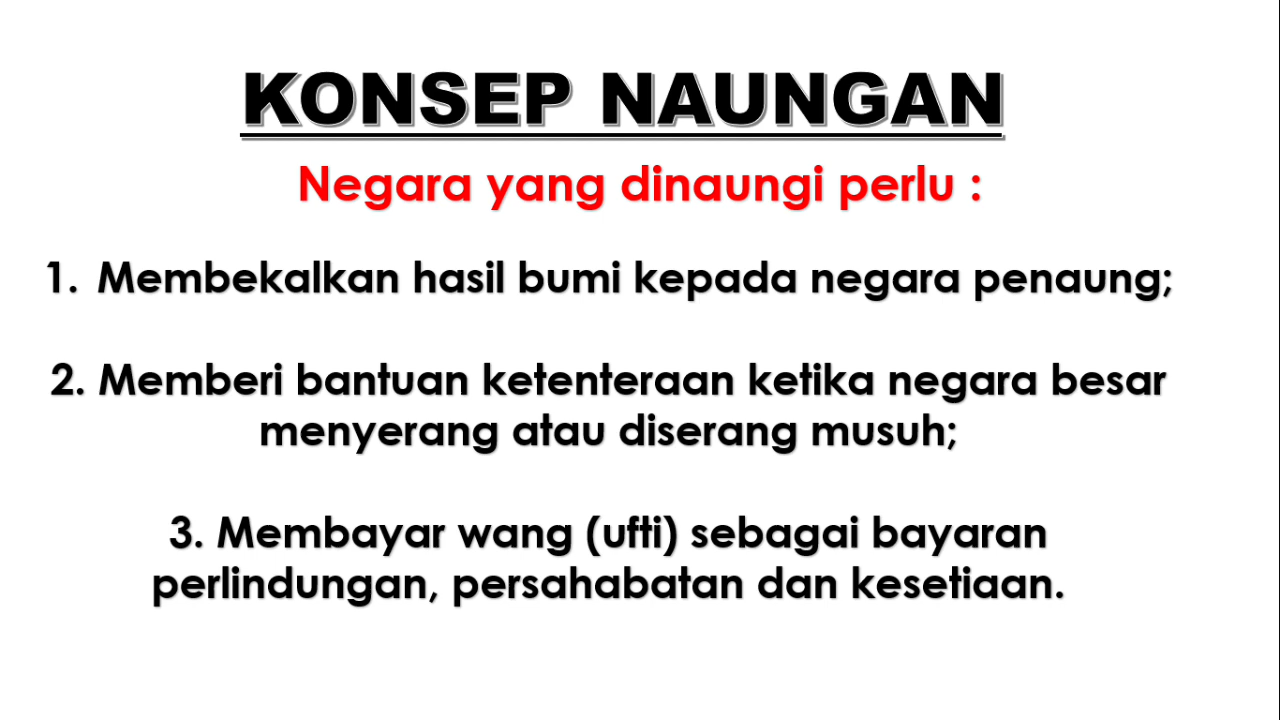 KONSEP NAUNGAN
Negara yang dinaungi perlu :
1. Membekalkan hasil bumi kepada negara penaung;
2. Memberi bantuan ketenteraan ketika negara besar
menyerang atau diserang musuh;
3. Membayar wang (ufti) sebagai bayaran
perlindungan, persahabatan dan kesetiaan.